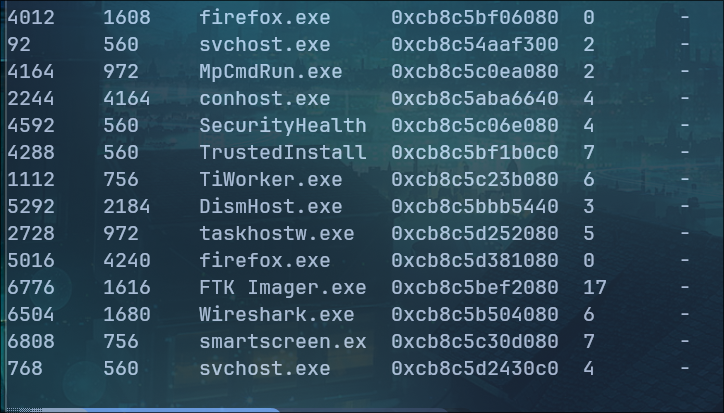 4012 1608 firefox.exe 0xcb8c5bf06080 0 -
92 560 svchost.exe 0xcb8c54aaf300 2 -
4164 972 MpCmdRun.exe 0xcb8c5c0ea080 2 -
2244 4164 conhost.exe 0xcb8c5aba6640 4 -
4592 560 SecurityHealth 0xcb8c5c06e080 4 -
4288 560 TrustedInstall 0xcb8c5bf1b0c0 7 -
1112 756 TiWorker.exe 0xcb8c5c23b080 6 -
5292 2184 DismHost.exe 0xcb8c5bbb5440 3 -
2728 972 taskhostw.exe 0xcb8c5d252080 5 -
5016 4240 firefox.exe 0xcb8c5d381080 0 -
6776 1616 FTK Imager.exe 0xcb8c5bef2080 17 -
6504 1680 Wireshark.exe 0xcb8c5b504080 6 -
6808 756 smartscreen.ex 0xcb8c5c30d080 7 -
768 560 svchost.exe 0xcb8c5d2430c0 4 -